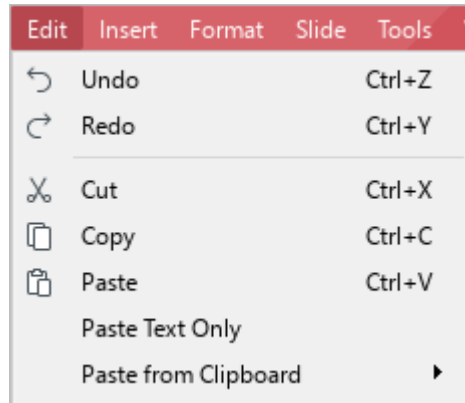 Edit Insert Format Slide Tools
Undo Ctrl+Z
Redo Ctrl+Y
Cut Ctrl+X
Copy Ctrl+C
Paste Ctrl+V
Paste Text Only
Paste from Clipboard